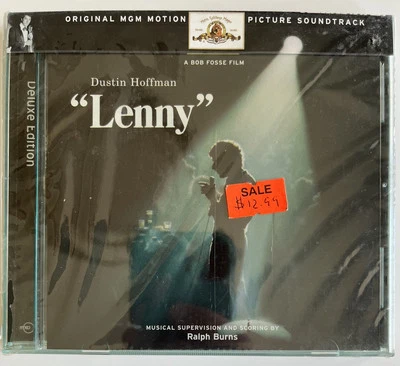 ORIGINAL MGM MOTION PICTURE SOUNDTRACK
A BOB FOSSE FILM
Dustin Hoffman
“Lenny”
Deluxe Edition
SALE
$12.99
MUSICAL SUPERVISION AND SCORING BY
Ralph Burns